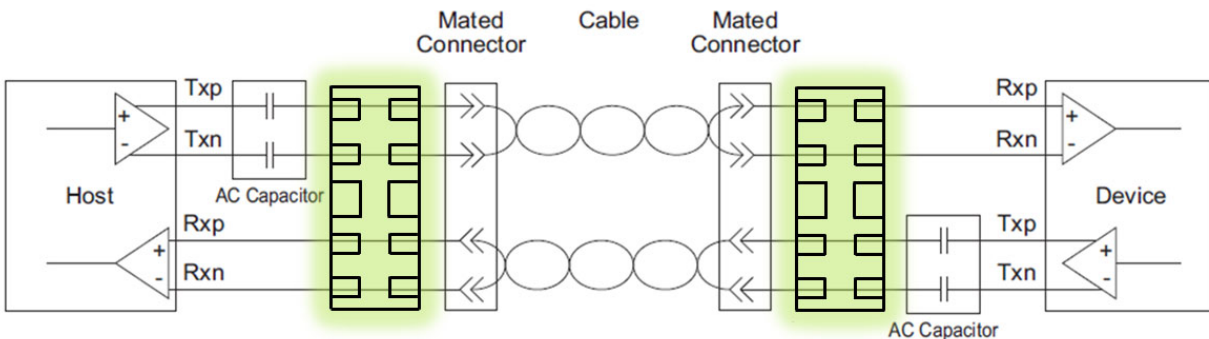 Mated
Connector
Cable
Mated
Connector
Txp
Txn
Host
AC Capacitor
Rxp
Rxn
Rxp
Rxn
Device
Txp
Txn
AC Capacitor
+
-
+
-
+
-
+
-